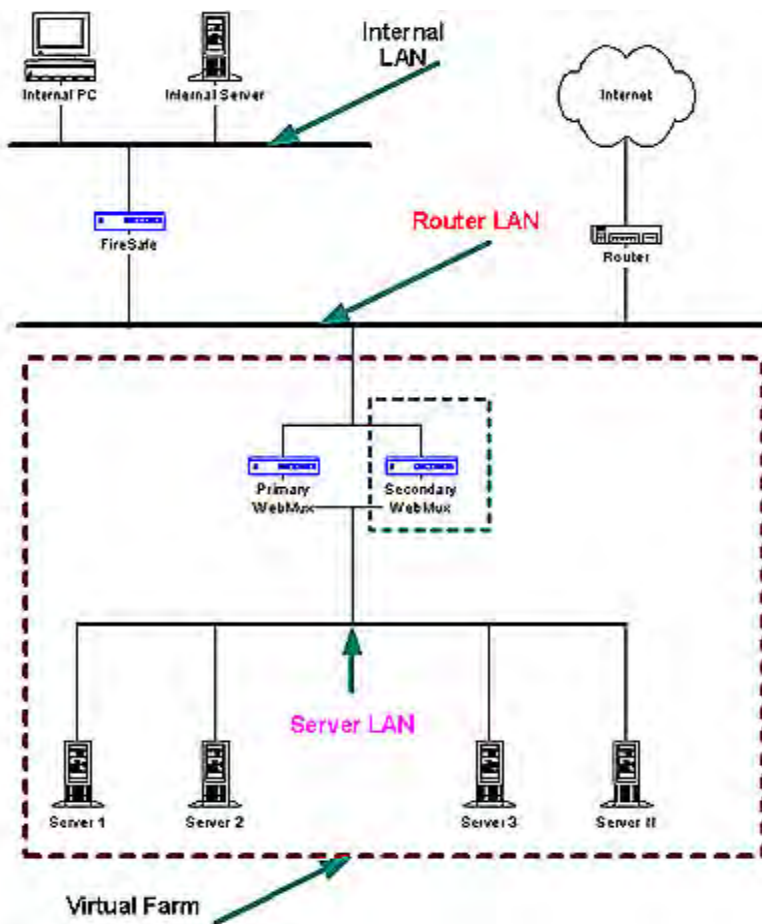 Internal
LAN
Internal PC
Internal Server
Internet
FireSafe
Router LAN
Router
Primary
WebMux
Secondary
WebMux
Server LAN
Server 1
Server 2
Server 3
Server N
Virtual Farm